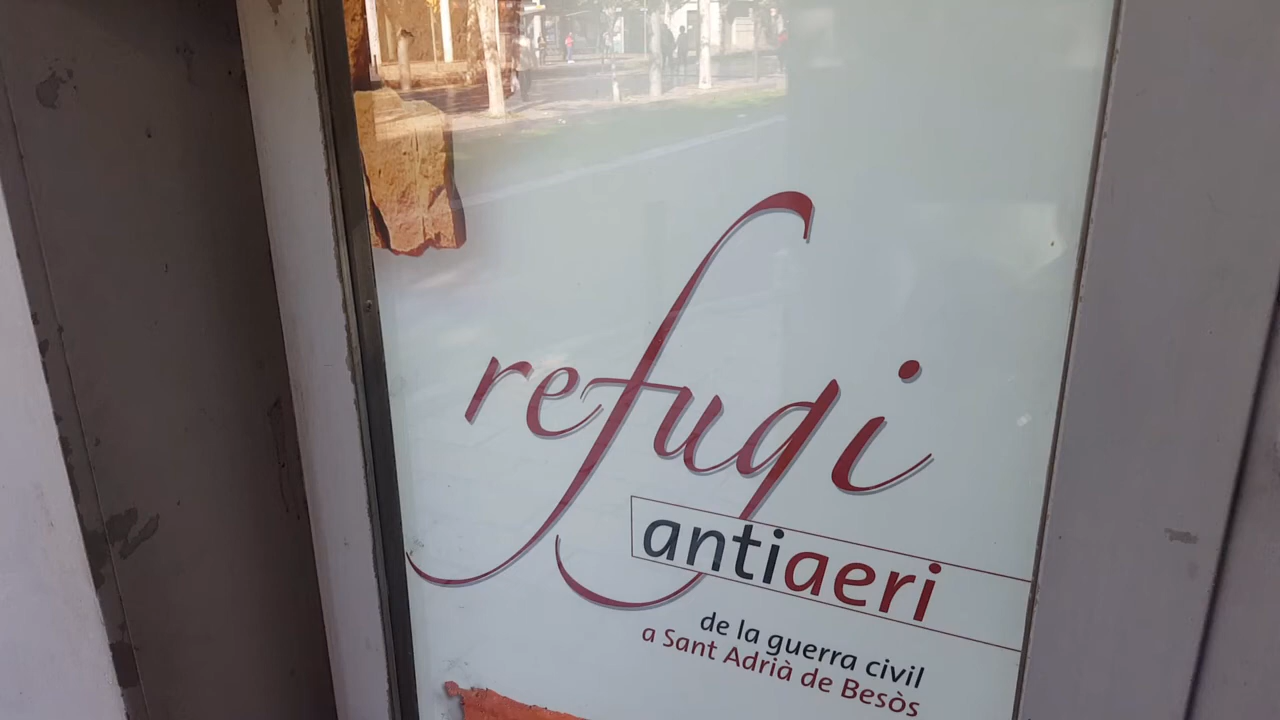 refugi
antiaeri
de la guerra civil
a Sant Adrià de Besòs